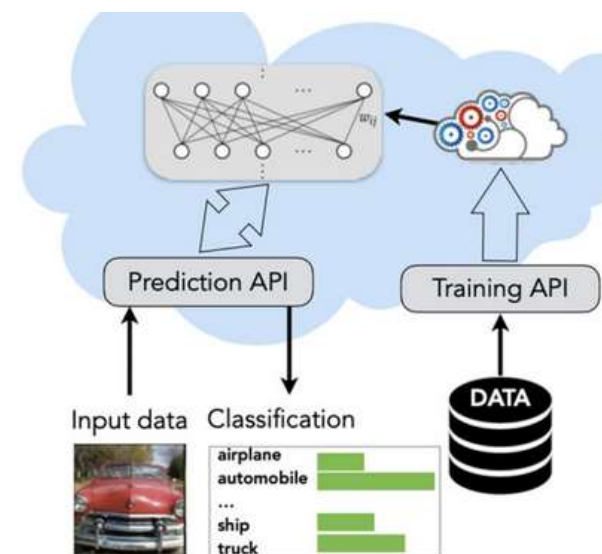 w_ij
Prediction API
Training API
DATA
Input data
Classification
airplane
automobile
...
ship
truck